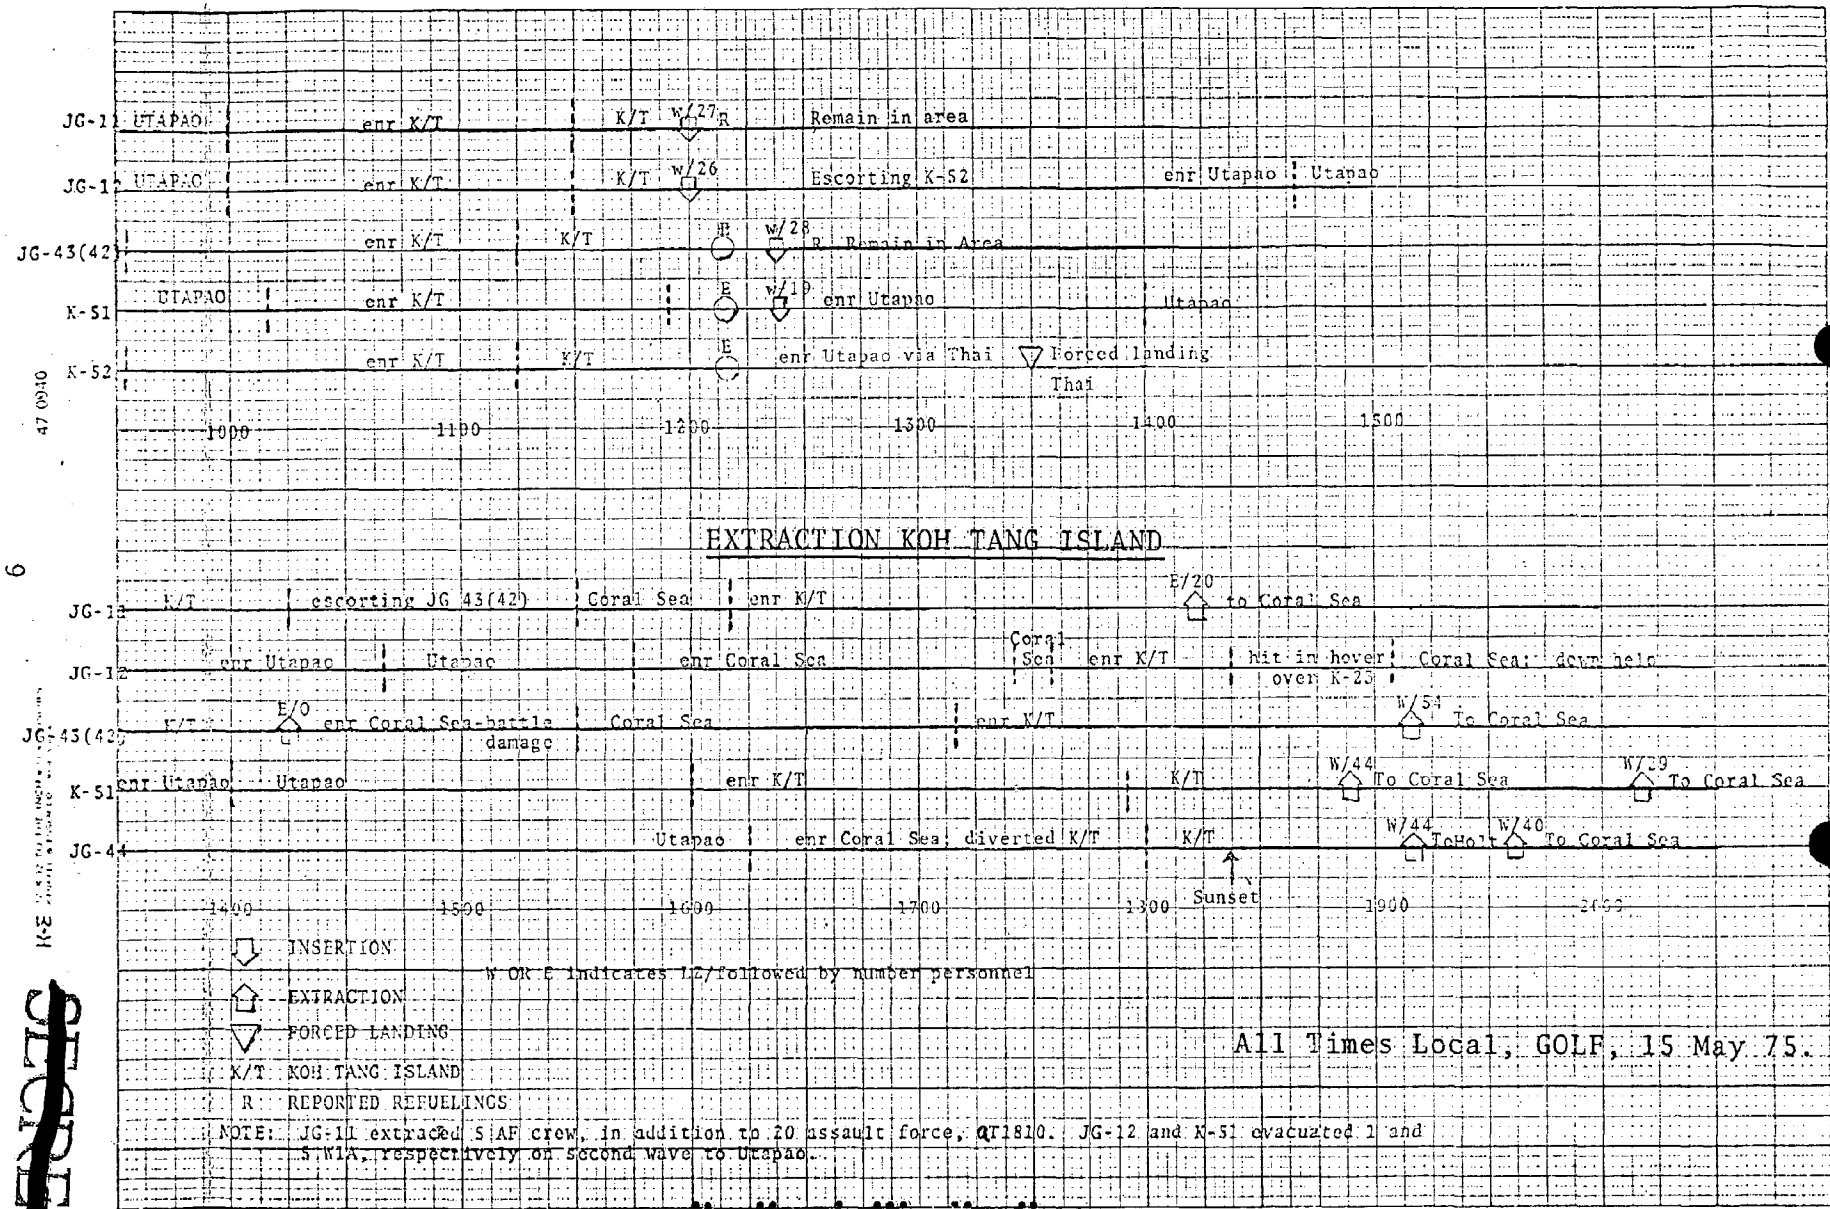 JG-11 UTAPAO enr K/T K/T W/27 R Remain in area
JG-12 UTAPAO enr K/T K/T W/26 Escorting K-52 enr Utapao Utapao
JG-43(42) enr K/T K/T W/28 R Remain in Area
K-51 UTAPAO enr K/T E W/19 enr Utapao Utapao
K-52 enr K/T K/T E enr Utapao via Thai Forced landing
Thai
1000 1100 1200 1300 1400 1500
47 0940
EXTRACTION KOH TANG ISLAND
JG-11 K/T escorting JG 43(42) Coral Sea enr K/T E/20 to Coral Sea
JG-12 enr Utapao Utapao enr Coral Sea Coral Sea enr K/T hit in hover Coral Sea; down
over K-23
JG-43(42) K/T E/0 enr Coral Sea-battle Coral Sea enr K/T W/54 To Coral Sea
damage
K-51 enr Utapao Utapao enr K/T K/T W/44 To Coral Sea W/29 To Coral Sea
JG-44 Utapao enr Coral Sea; diverted K/T K/T W/44 ToHolt W/40 To Coral Sea
Sunset
1400 1500 1600 1700 1800 1900 2000
INSERTION
W OR E indicates LZ/followed by number personnel
EXTRACTION
FORCED LANDING
K/T KOH TANG ISLAND
R REPORTED REFUELINGS
All Times Local, GOLF, 15 May 75.
NOTE: JG-11 extraced 5 AF crew, in addition to 20 assault force, QT1810. JG-12 and K-51 evacuated 1 and
5 WIA, respectively on second wave to Utapao.
9
K+E
SECRE